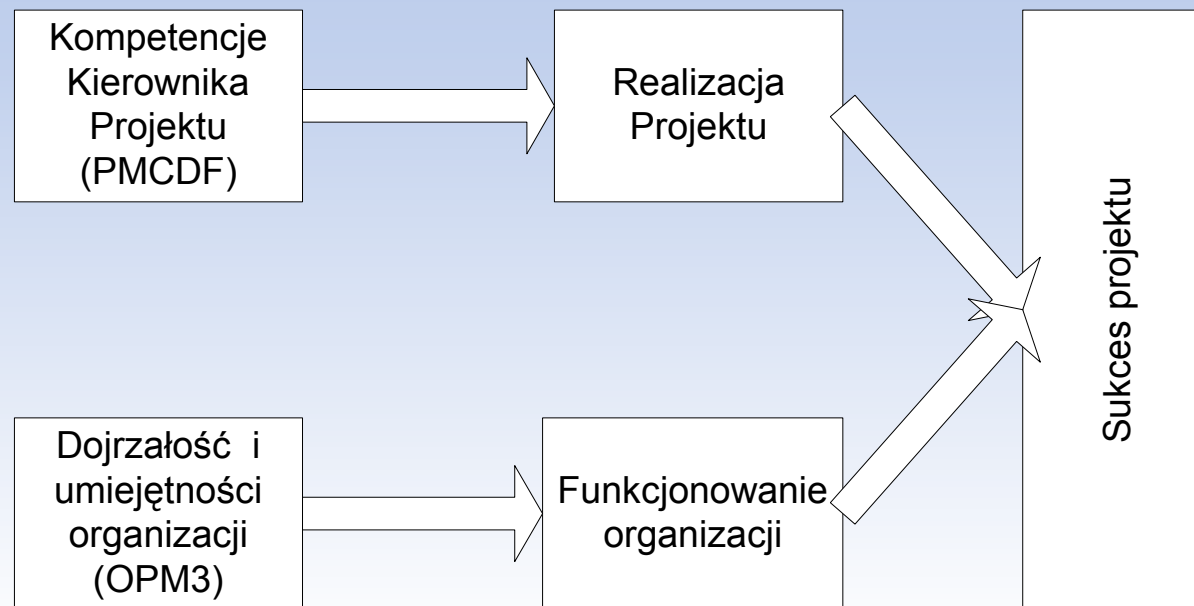 Kompetencje
Kierownika
Projektu
(PMCDF)
Realizacja
Projektu
Sukces projektu
Dojrzałość i
umiejętności
organizacji
(OPM3)
Funkcjonowanie
organizacji